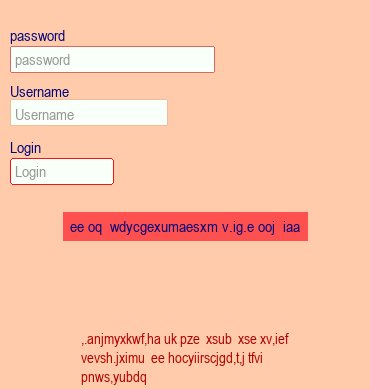 password
password
Username
Username
Login
Login
ee oq  wdycgexumaesxm v.ig.e ooj  iaa
,.anjmyxkwf,ha uk pze  xsub  xse xv,ief
vevsh.jximu  ee hocyiirscjgd,t,j tfvi
pnws,yubdq